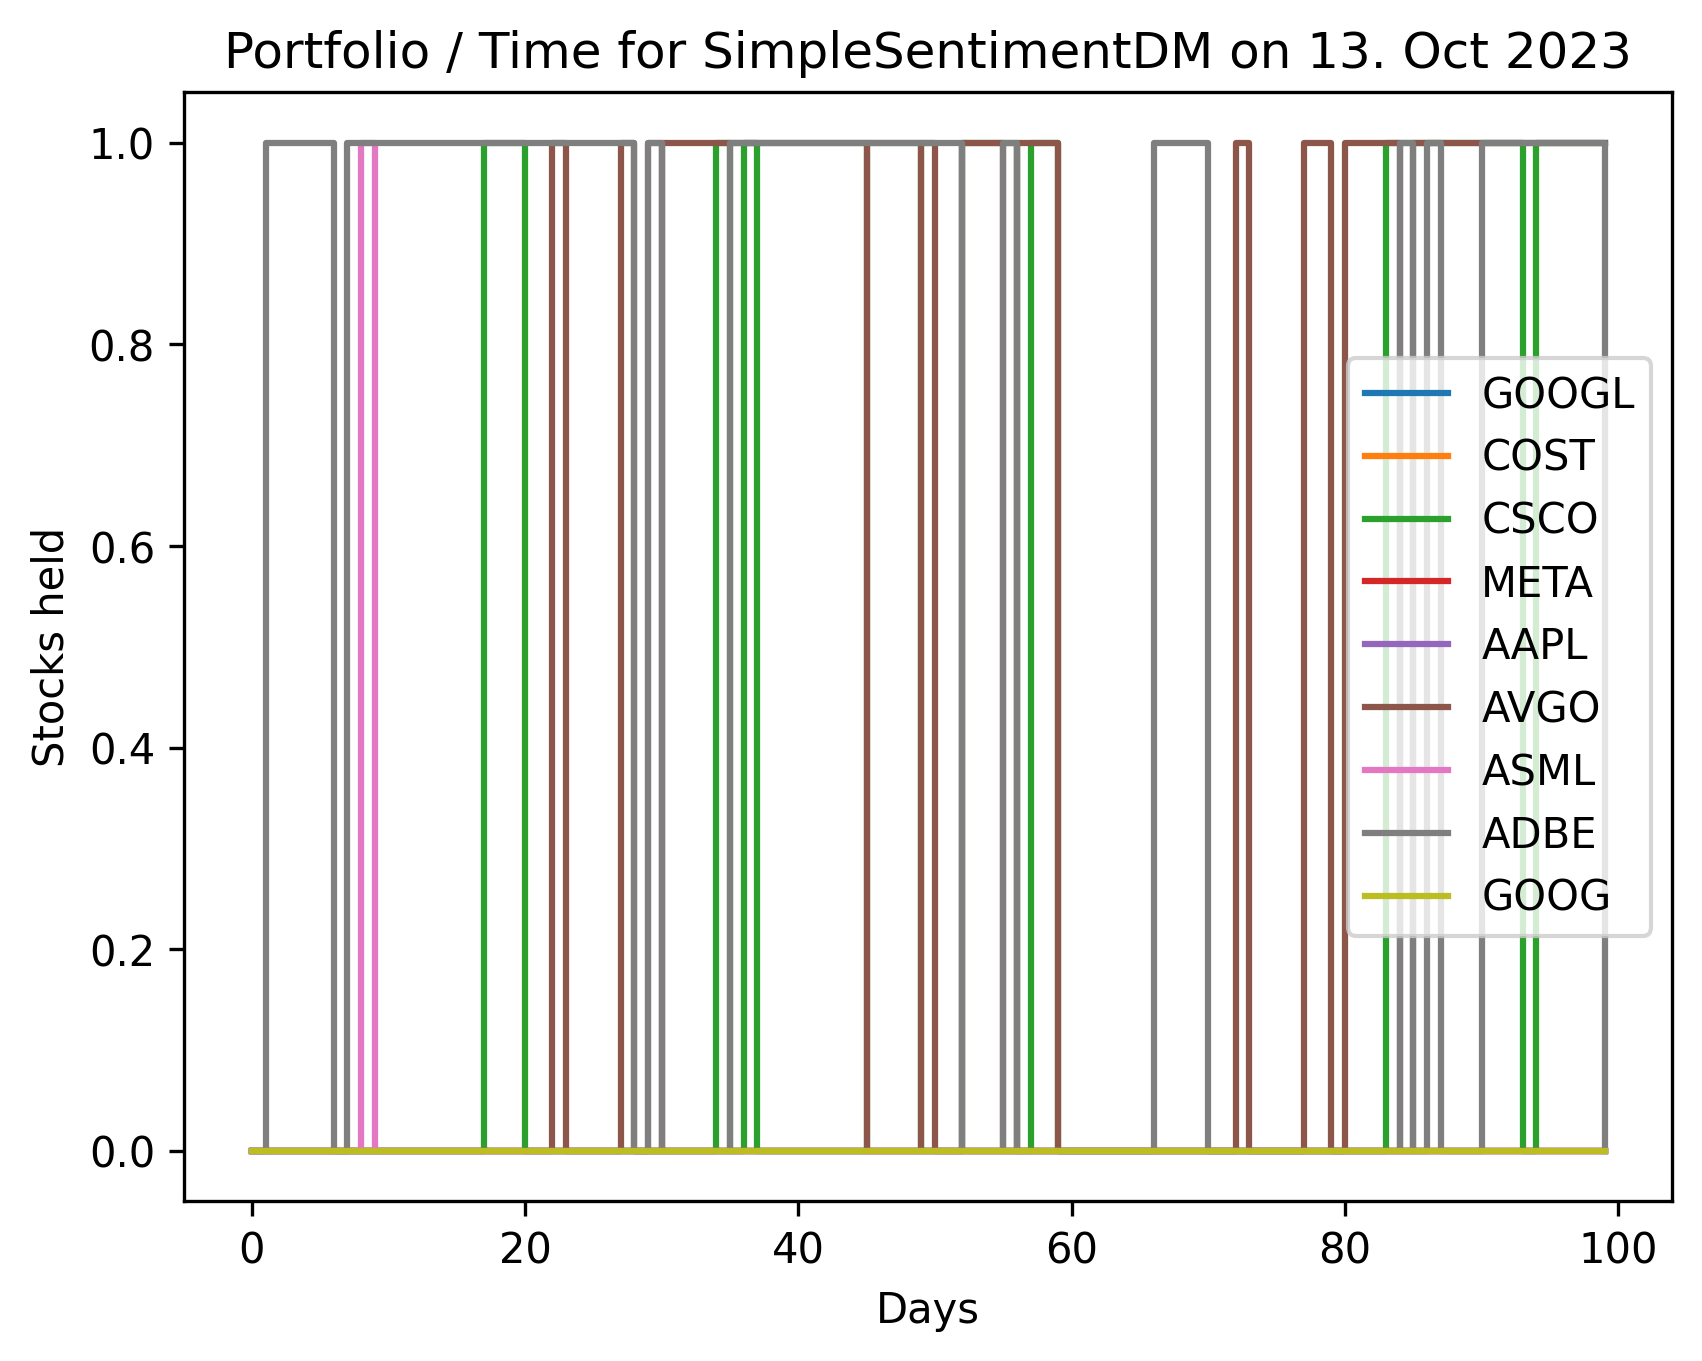 Portfolio / Time for SimpleSentimentDM on 13. Oct 2023
1.0
0.8
0.6
0.4
0.2
0.0
Stocks held
GOOGL
COST
CSCO
META
AAPL
AVGO
ASML
ADBE
GOOG
0 20 40 60 80 100
Days